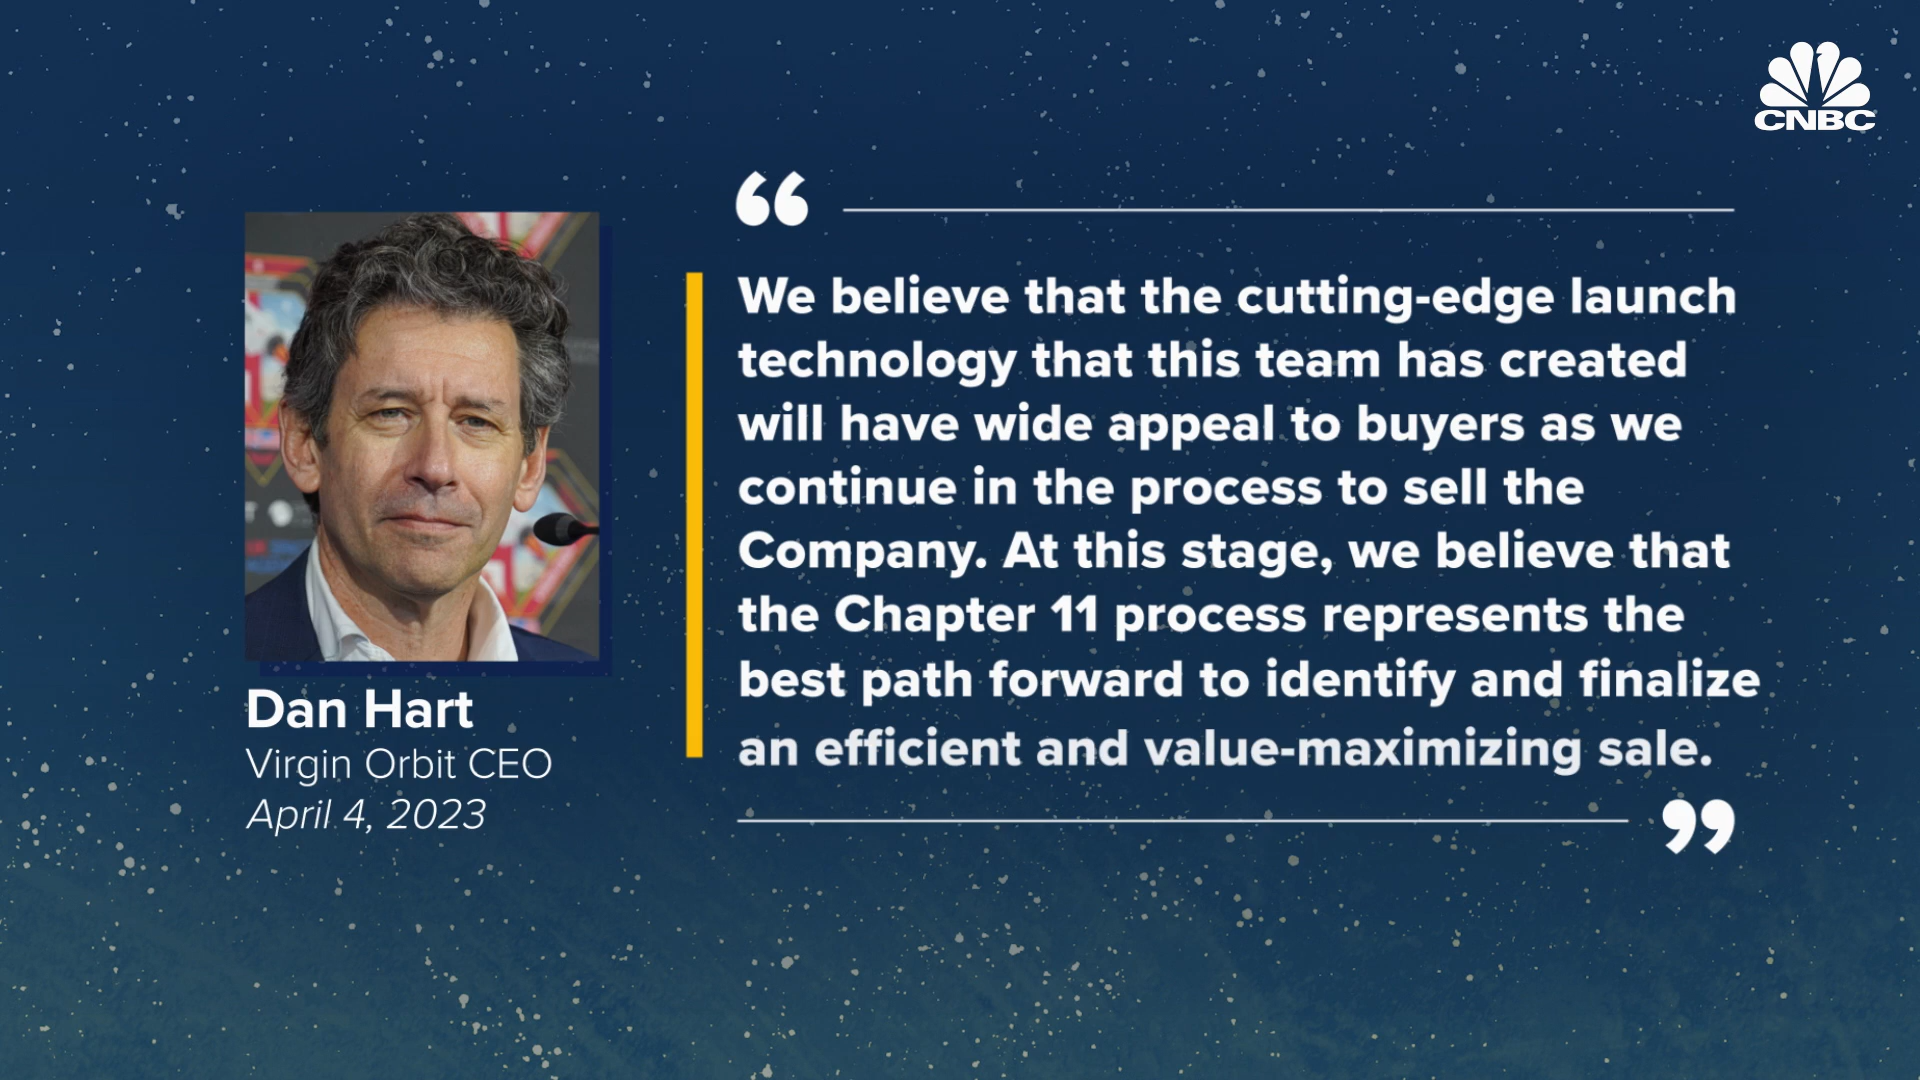 CNBC
“
We believe that the cutting-edge launch
technology that this team has created
will have wide appeal to buyers as we
continue in the process to sell the
Company. At this stage, we believe that
the Chapter 11 process represents the
best path forward to identify and finalize
an efficient and value-maximizing sale.
”
Dan Hart
Virgin Orbit CEO
April 4, 2023